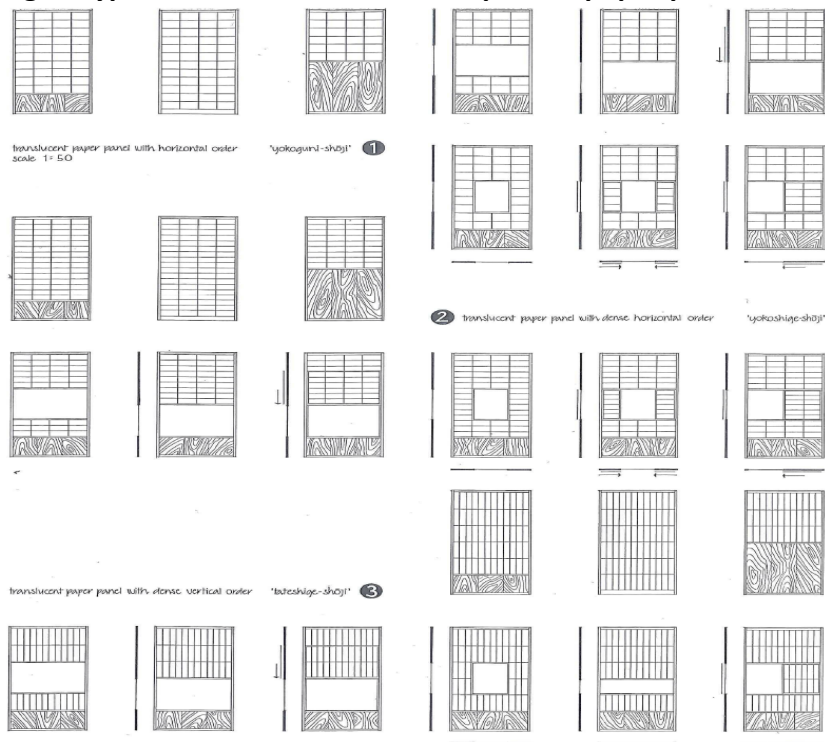 translucent paper panel with horizontal order "yokogumi-shōji" 1
scale 1=50
2 translucent paper panel with dense horizontal order "yokoshige-shōji"
translucent paper panel with dense vertical order "tateshige-shōji" 3